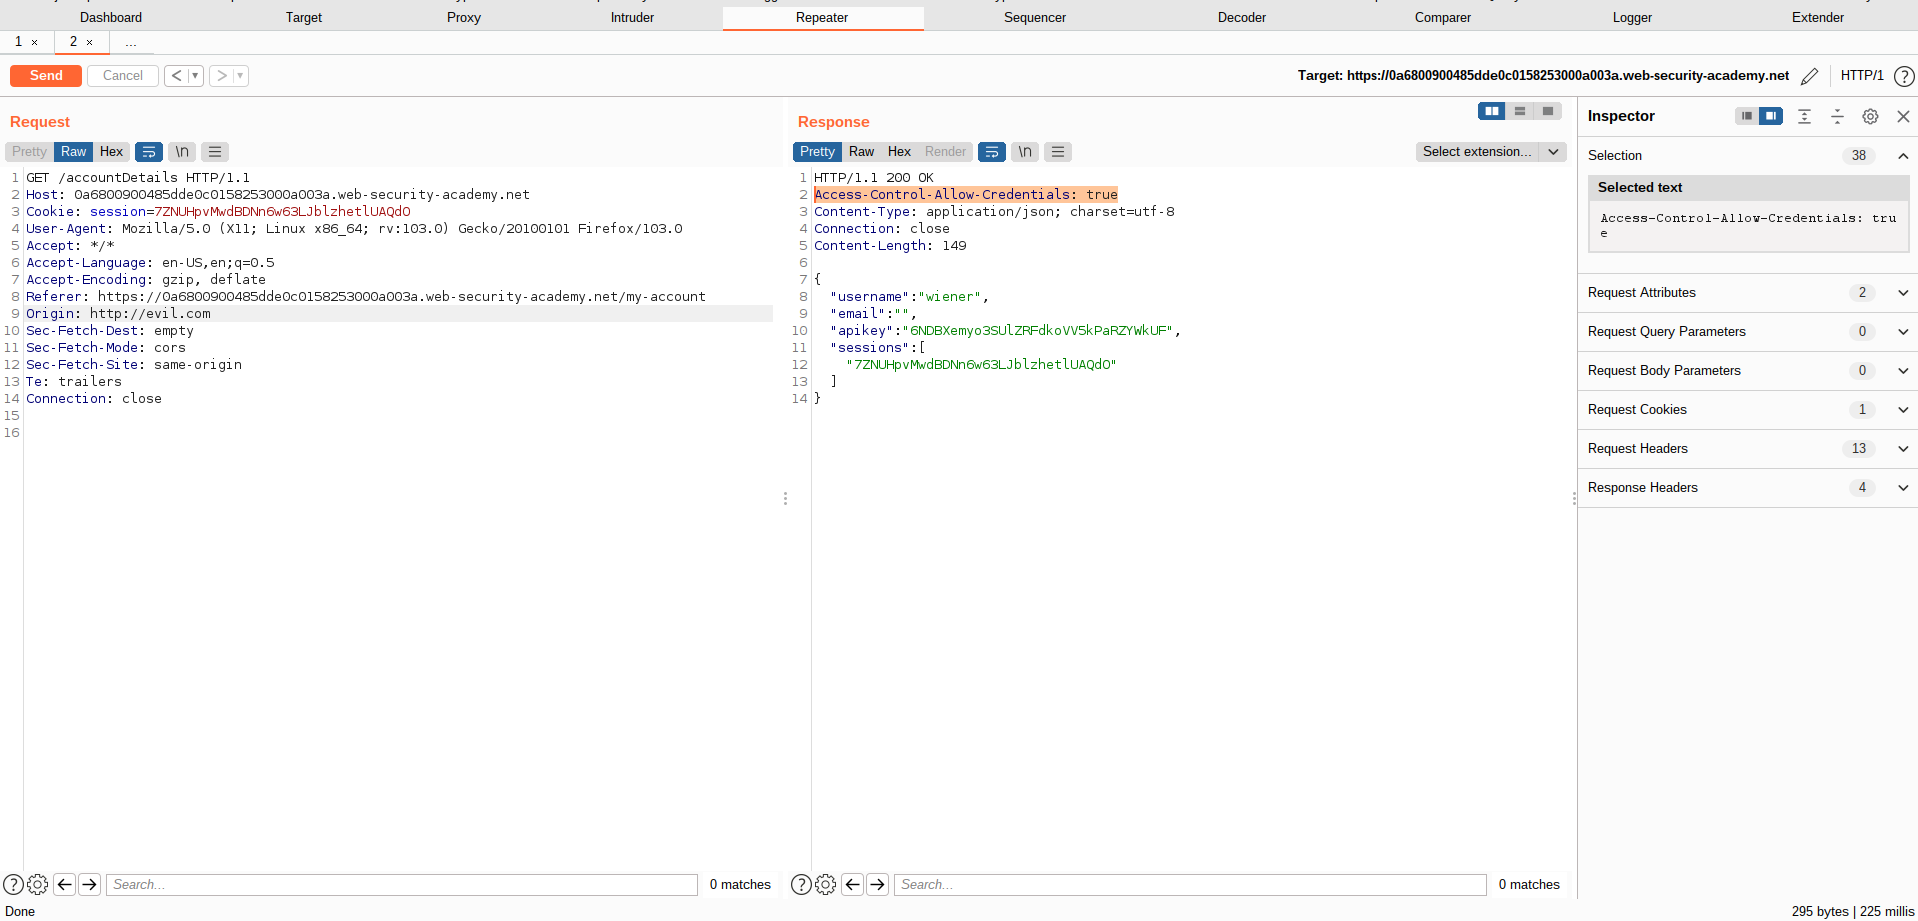 Dashboard Target Proxy Intruder Repeater Sequencer Decoder Comparer Logger Extender
1 × 2 × ...
Send Cancel < ▾ > ▾ Target: https://0a6800900485dde0c0158253000a003a.web-security-academy.net HTTP/1 ?
Request
Pretty Raw Hex \n
1 GET /accountDetails HTTP/1.1
2 Host: 0a6800900485dde0c0158253000a003a.web-security-academy.net
3 Cookie: session=7ZNUHpvMwdBDNn6w63LJblzhetlUAQdO
4 User-Agent: Mozilla/5.0 (X11; Linux x86_64; rv:103.0) Gecko/20100101 Firefox/103.0
5 Accept: */*
6 Accept-Language: en-US,en;q=0.5
7 Accept-Encoding: gzip, deflate
8 Referer: https://0a6800900485dde0c0158253000a003a.web-security-academy.net/my-account
9 Origin: http://evil.com
10 Sec-Fetch-Dest: empty
11 Sec-Fetch-Mode: cors
12 Sec-Fetch-Site: same-origin
13 Te: trailers
14 Connection: close
15
16
? Search... 0 matches
Response
Pretty Raw Hex Render \n Select extension...
1 HTTP/1.1 200 OK
2 Access-Control-Allow-Credentials: true
3 Content-Type: application/json; charset=utf-8
4 Connection: close
5 Content-Length: 149
6
7 {
8 "username":"wiener",
9 "email":"",
10 "apikey":"6NDBXemyo3SUlZRFdkoVV5kPaRZYWkUF",
11 "sessions":[
12 "7ZNUHpvMwdBDNn6w63LJblzhetlUAQdO"
13 ]
14 }
? Search... 0 matches
Inspector
Selection 38
Selected text
Access-Control-Allow-Credentials: tru
e
Request Attributes 2
Request Query Parameters 0
Request Body Parameters 0
Request Cookies 1
Request Headers 13
Response Headers 4
Done 295 bytes | 225 millis